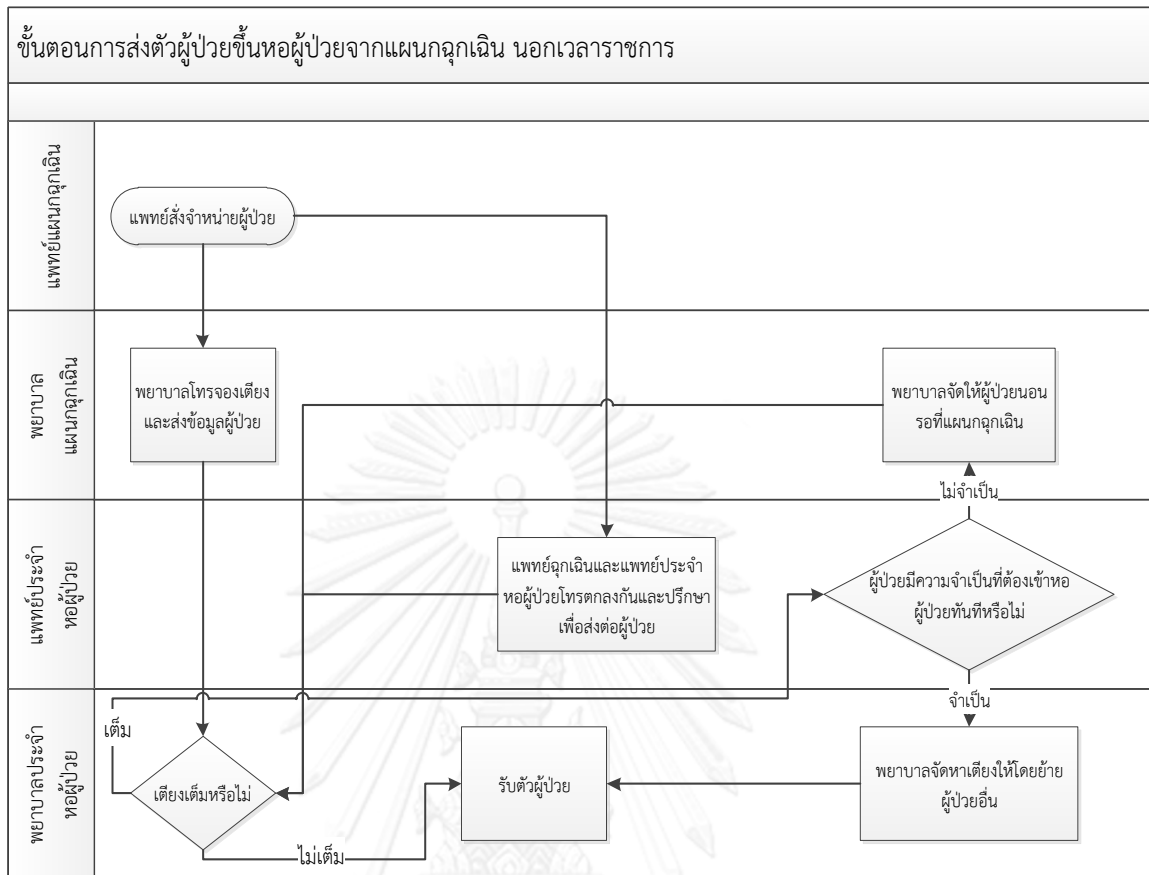 ขั้นตอนการส่งตัวผู้ป่วยขึ้นหอผู้ป่วยจากแผนกฉุกเฉิน นอกเวลาราชการ
แพทย์แผนกฉุกเฉิน
แพทย์สั่งจำหน่ายผู้ป่วย
พยาบาล
แผนกฉุกเฉิน
พยาบาลโทรจองเตียง
และส่งข้อมูลผู้ป่วย
พยาบาลจัดให้ผู้ป่วยนอน
รอที่แผนกฉุกเฉิน
ไม่จำเป็น
แพทย์ประจำ
หอผู้ป่วย
แพทย์ฉุกเฉินและแพทย์ประจำ
หอผู้ป่วยโทรตกลงกันและปรึกษา
เพื่อส่งต่อผู้ป่วย
ผู้ป่วยมีความจำเป็นที่ต้องเข้าหอ
ผู้ป่วยทันทีหรือไม่
จำเป็น
พยาบาลประจำ
หอผู้ป่วย
เต็ม
เตียงเต็มหรือไม่
ไม่เต็ม
รับตัวผู้ป่วย
พยาบาลจัดหาเตียงให้โดยย้าย
ผู้ป่วยอื่น